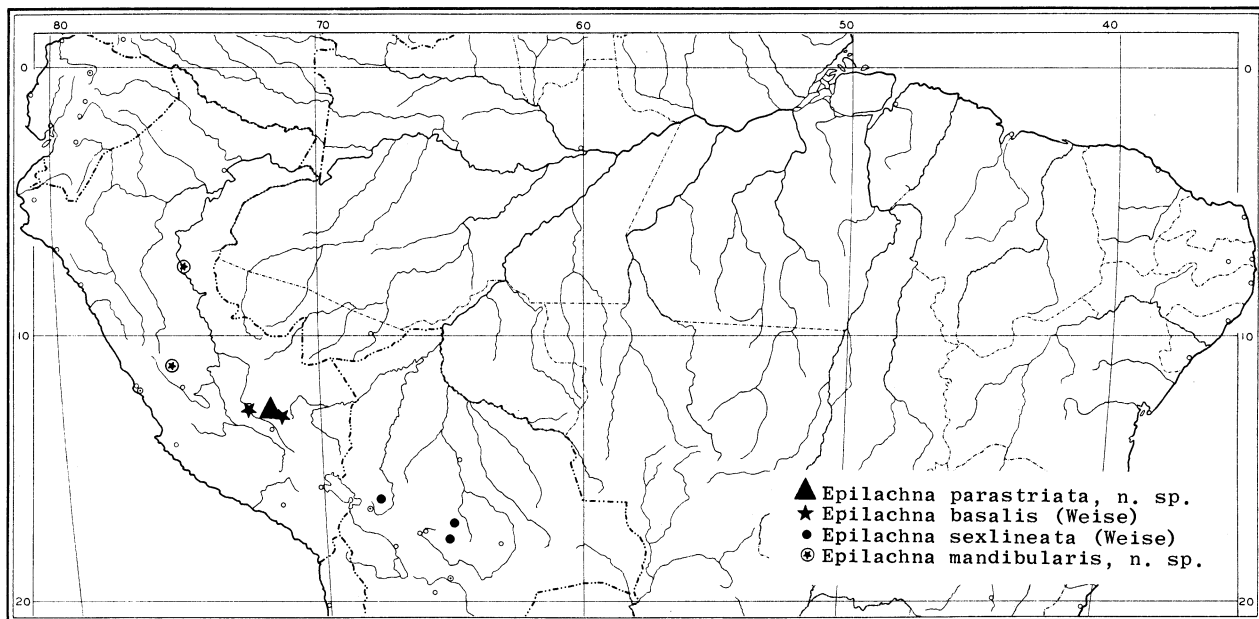 80 70 60 50 40
0 0
10 10
▲ Epilachna parastriata, n. sp.
★ Epilachna basalis (Weise)
● Epilachna sexlineata (Weise)
⍟ Epilachna mandibularis, n. sp.
20 20